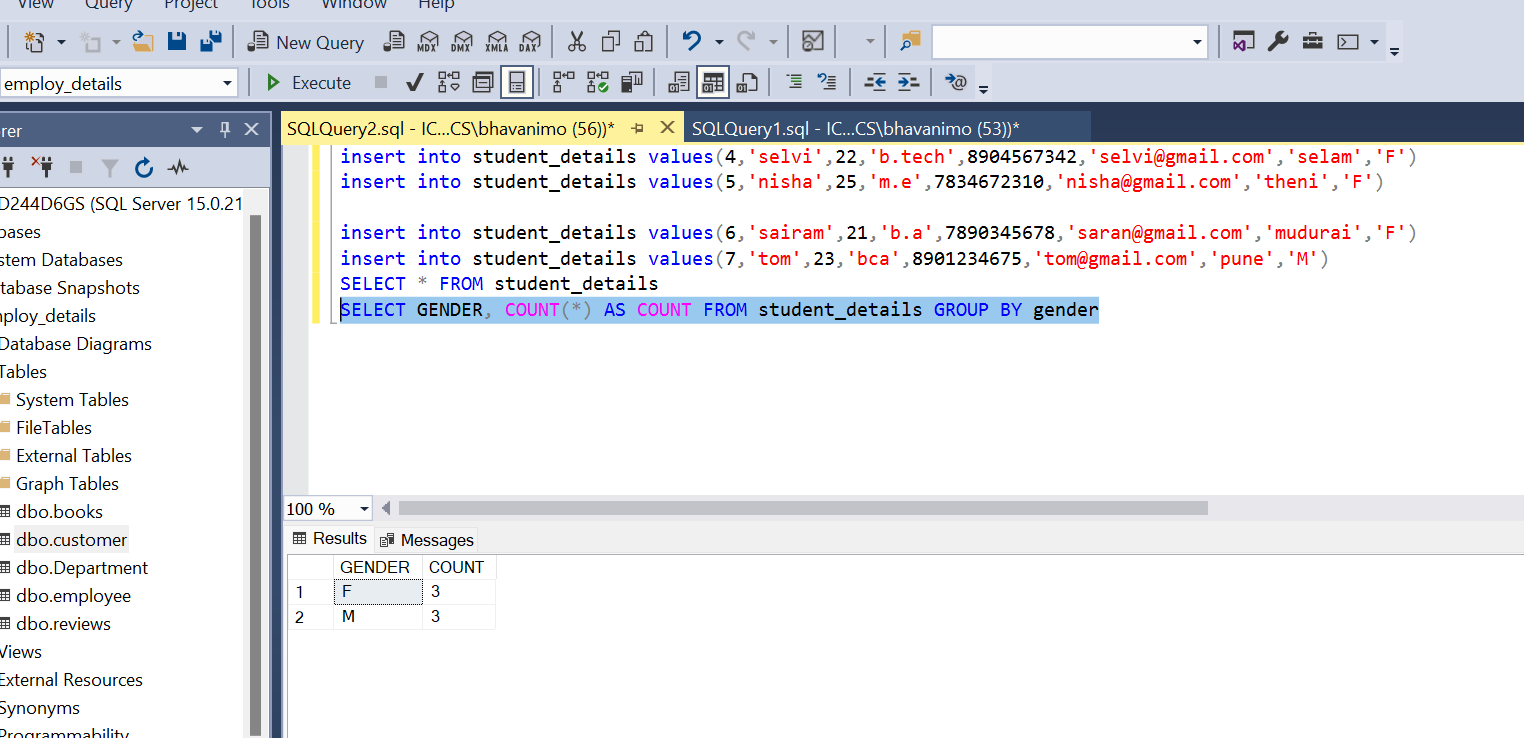 View Query Project Tools Window Help
New Query MDX DMX XMLA DAX
employ_details Execute
rer
SQLQuery2.sql - IC...CS\bhavanimo (56))* SQLQuery1.sql - IC...CS\bhavanimo (53))*
insert into student_details values(4,'selvi',22,'b.tech',8904567342,'selvi@gmail.com','selam','F')
insert into student_details values(5,'nisha',25,'m.e',7834672310,'nisha@gmail.com','theni','F')
insert into student_details values(6,'sairam',21,'b.a',7890345678,'saran@gmail.com','mudurai','F')
insert into student_details values(7,'tom',23,'bca',8901234675,'tom@gmail.com','pune','M')
SELECT * FROM student_details
SELECT GENDER, COUNT(*) AS COUNT FROM student_details GROUP BY gender
D244D6GS (SQL Server 15.0.21
bases
stem Databases
tabase Snapshots
nploy_details
Database Diagrams
Tables
System Tables
FileTables
External Tables
Graph Tables
dbo.books
dbo.customer
dbo.Department
dbo.employee
dbo.reviews
Views
External Resources
Synonyms
Programmability
100 %
Results Messages
GENDER COUNT
1 F 3
2 M 3